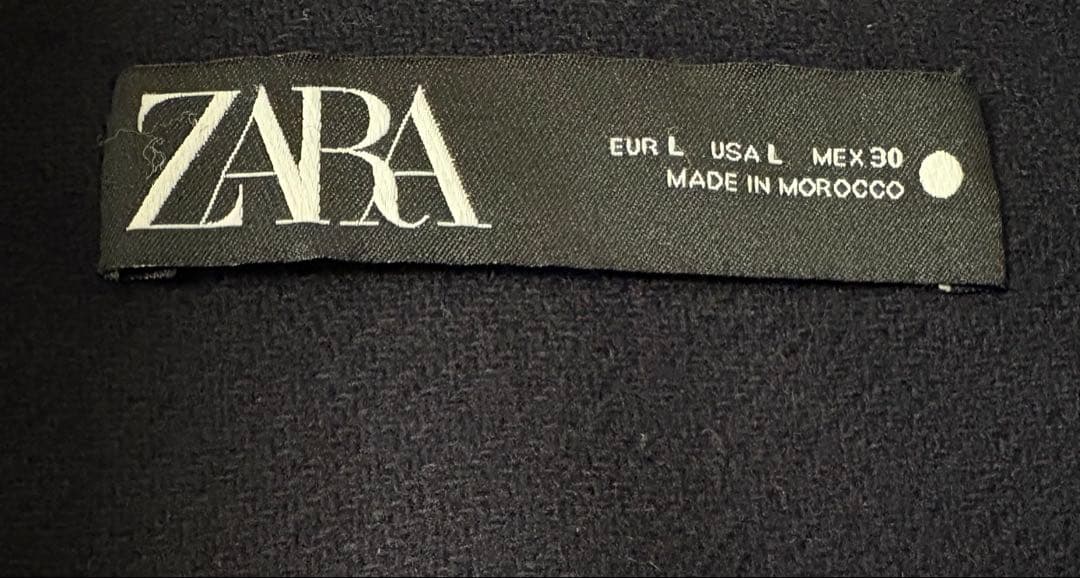 ZARA
EUR L USA L MEX 30
MADE IN MOROCCO